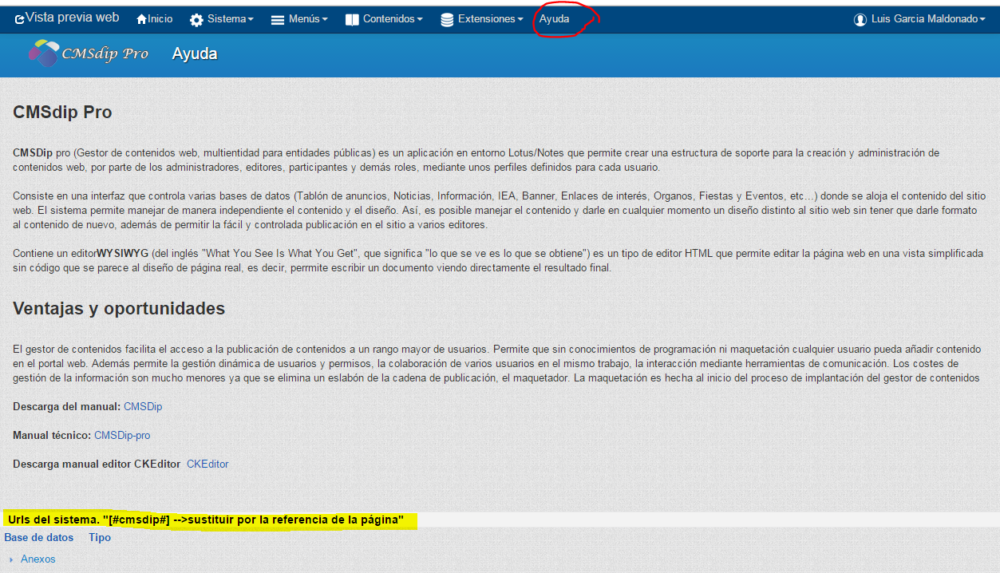 Vista previa web Inicio Sistema Menús Contenidos Extensiones Ayuda Luis Garcia Maldonado
CMSdip Pro Ayuda
CMSdip Pro
CMSDip pro (Gestor de contenidos web, multientidad para entidades públicas) es un aplicación en entorno Lotus/Notes que permite crear una estructura de soporte para la creación y administración de
contenidos web, por parte de los administradores, editores, participantes y demás roles, mediante unos perfiles definidos para cada usuario.
Consiste en una interfaz que controla varias bases de datos (Tablón de anuncios, Noticias, Información, IEA, Banner, Enlaces de interés, Organos, Fiestas y Eventos, etc...) donde se aloja el contenido del sitio
web. El sistema permite manejar de manera independiente el contenido y el diseño. Así, es posible manejar el contenido y darle en cualquier momento un diseño distinto al sitio web sin tener que darle formato
al contenido de nuevo, además de permitir la fácil y controlada publicación en el sitio a varios editores.
Contiene un editorWYSIWYG (del inglés "What You See Is What You Get", que significa "lo que se ve es lo que se obtiene") es un tipo de editor HTML que permite editar la página web en una vista simplificada
sin código que se parece al diseño de página real, es decir, perrmite escribir un documento viendo directamente el resultado final.
Ventajas y oportunidades
El gestor de contenidos facilita el acceso a la publicación de contenidos a un rango mayor de usuarios. Permite que sin conocimientos de programación ni maquetación cualquier usuario pueda añadir contenido
en el portal web. Además permite la gestión dinámica de usuarios y permisos, la colaboración de varios usuarios en el mismo trabajo, la interacción mediante herramientas de comunicación. Los costes de
gestión de la información son mucho menores ya que se elimina un eslabón de la cadena de publicación, el maquetador. La maquetación es hecha al inicio del proceso de implantación del gestor de contenidos
Descarga del manual: CMSDip
Manual técnico: CMSDip-pro
Descarga manual editor CKEditor CKEditor
Urls del sistema. "[#cmsdip#] -->sustituir por la referencia de la página"
Base de datos Tipo
Anexos